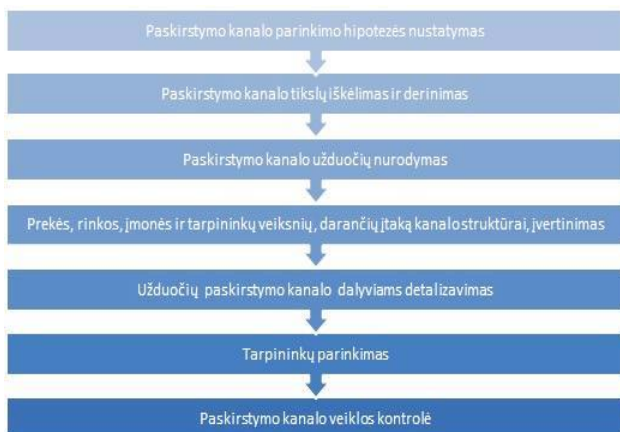 Paskirstymo kanalo parinkimo hipotezės nustatymas
Paskirstymo kanalo tikslų iškėlimas ir derinimas
Paskirstymo kanalo užduočių nurodymas
Prekės, rinkos, įmonės ir tarpininkų veiksnių, darančių įtaką kanalo struktūrai, įvertinimas
Užduočių paskirstymo kanalo dalyviams detalizavimas
Tarpininkų parinkimas
Paskirstymo kanalo veiklos kontrolė